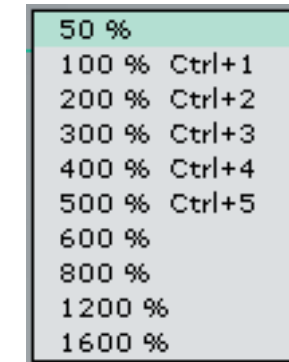 50 %
100 % Ctrl+1
200 % Ctrl+2
300 % Ctrl+3
400 % Ctrl+4
500 % Ctrl+5
600 %
800 %
1200 %
1600 %